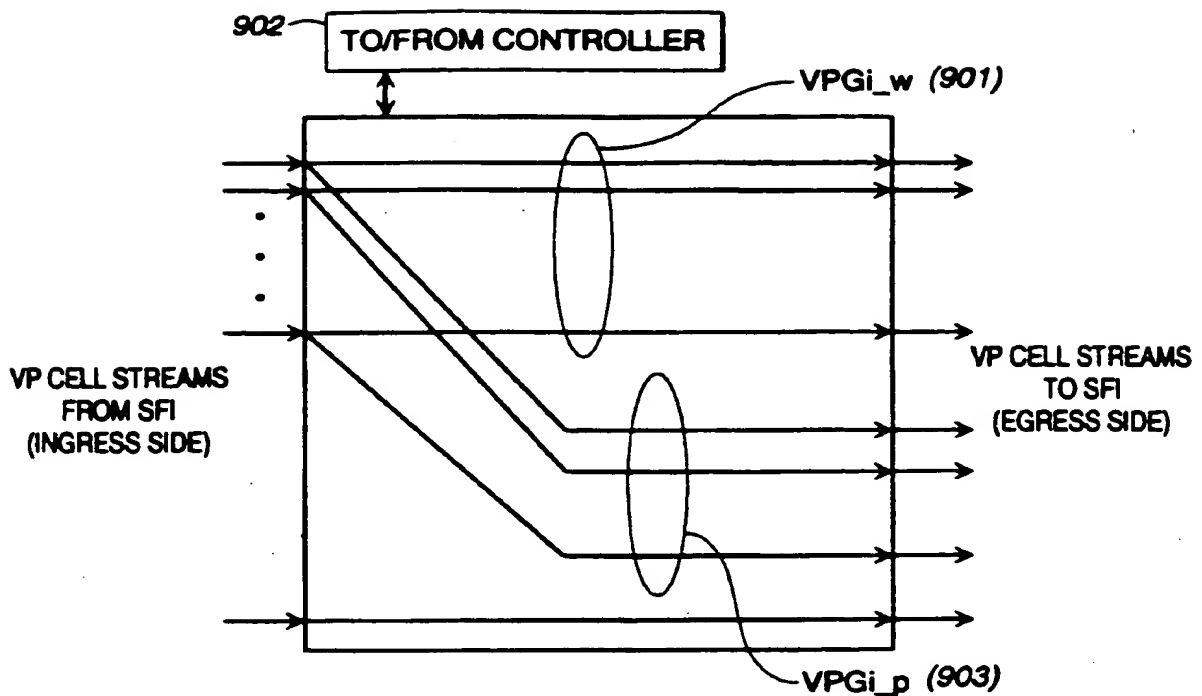 902
TO/FROM CONTROLLER
VPGi_w (901)
VP CELL STREAMS
FROM SFI
(INGRESS SIDE)
VP CELL STREAMS
TO SFI
(EGRESS SIDE)
VPGi_p (903)